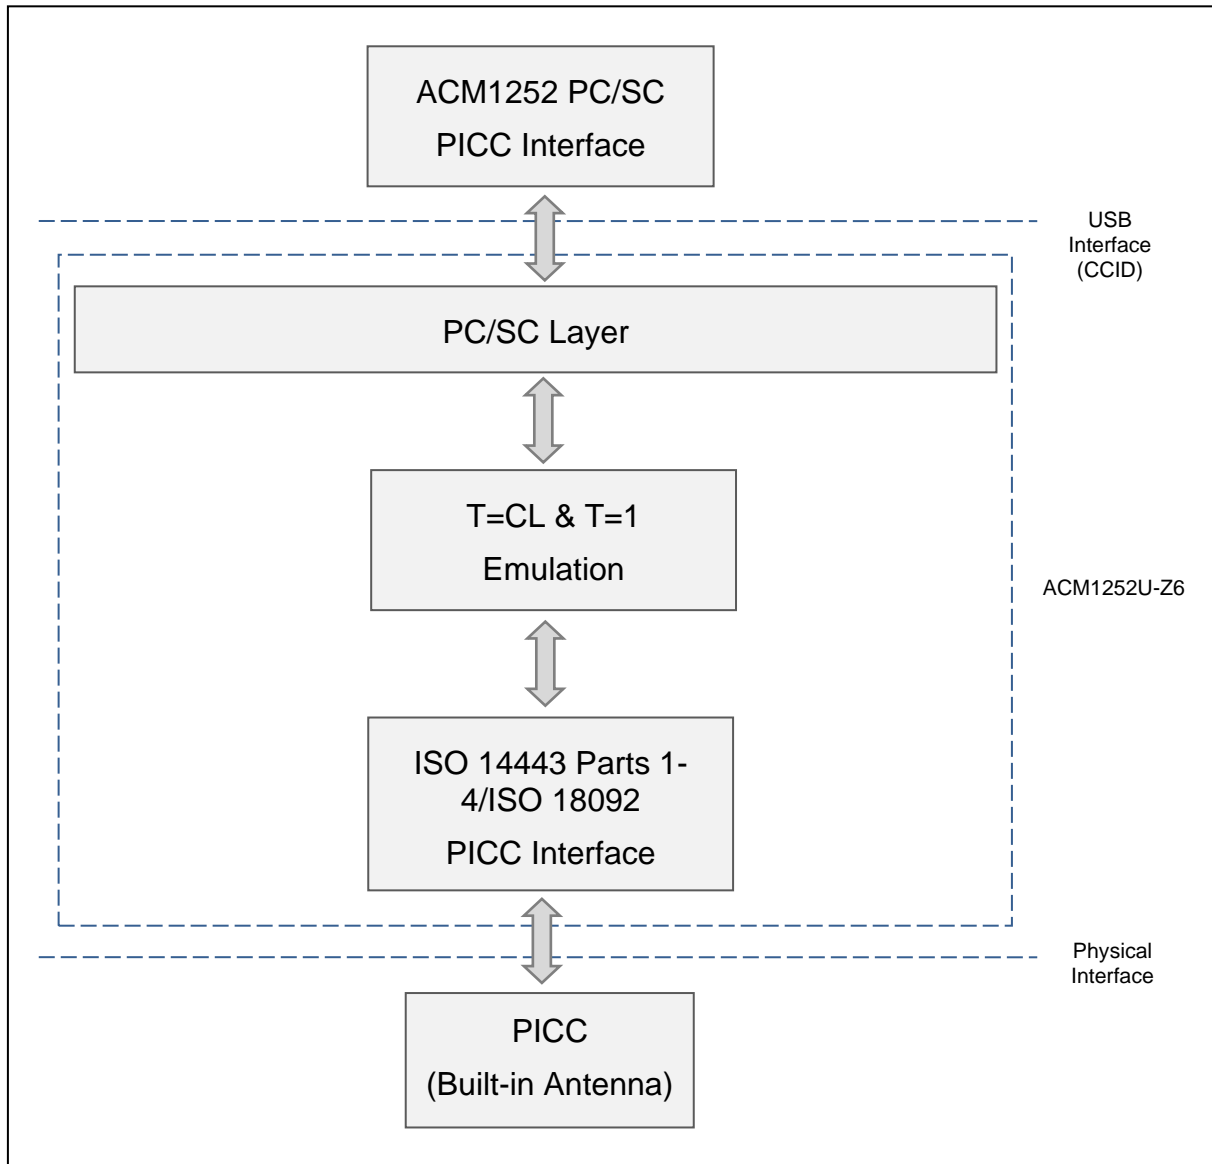 ACM1252 PC/SC
PICC Interface
USB
Interface
(CCID)
PC/SC Layer
T=CL & T=1
Emulation
ACM1252U-Z6
ISO 14443 Parts 1-
4/ISO 18092
PICC Interface
Physical
Interface
PICC
(Built-in Antenna)